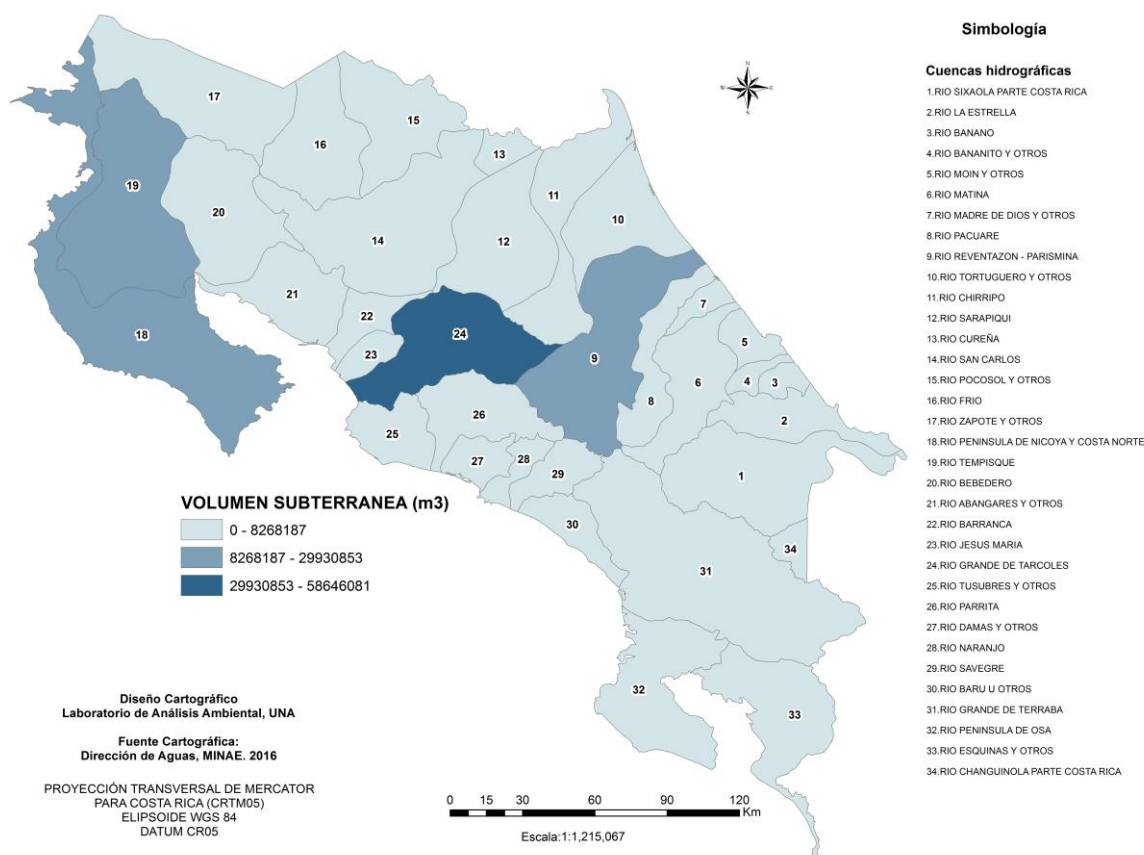 Simbología
Cuencas hidrográficas
1.RIO SIXAOLA PARTE COSTA RICA
2.RIO LA ESTRELLA
3.RIO BANANO
4.RIO BANANITO Y OTROS
5.RIO MOIN Y OTROS
6.RIO MATINA
7.RIO MADRE DE DIOS Y OTROS
8.RIO PACUARE
9.RIO REVENTAZON - PARISMINA
10.RIO TORTUGUERO Y OTROS
11.RIO CHIRRIPO
12.RIO SARAPIQUI
13.RIO CUREÑA
14.RIO SAN CARLOS
15.RIO POCOSOL Y OTROS
16.RIO FRIO
17.RIO ZAPOTE Y OTROS
18.RIO PENINSULA DE NICOYA Y COSTA NORTE
19.RIO TEMPISQUE
20.RIO BEBEDERO
21.RIO ABANGARES Y OTROS
22.RIO BARRANCA
23.RIO JESUS MARIA
24.RIO GRANDE DE TARCOLES
25.RIO TUSUBRES Y OTROS
26.RIO PARRITA
27.RIO DAMAS Y OTROS
28.RIO NARANJO
29.RIO SAVEGRE
30.RIO BARU U OTROS
31.RIO GRANDE DE TERRABA
32.RIO PENINSULA DE OSA
33.RIO ESQUINAS Y OTROS
34.RIO CHANGUINOLA PARTE COSTA RICA
N
O
E
S
17
15
16
13
19
11
20
10
14
12
21
7
22
24
18
5
23
9
4
3
6
8
26
2
25
28
27
29
1
30
34
31
32
33
VOLUMEN SUBTERRANEA (m3)
0 - 8268187
8268187 - 29930853
29930853 - 58646081
Diseño Cartográfico
Laboratorio de Análisis Ambiental, UNA
Fuente Cartográfica:
Dirección de Aguas, MINAE. 2016
PROYECCIÓN TRANSVERSAL DE MERCATOR
PARA COSTA RICA (CRTM05)
ELIPSOIDE WGS 84
DATUM CR05
0 15 30 60 90 120
Km
Escala:1:1,215,067